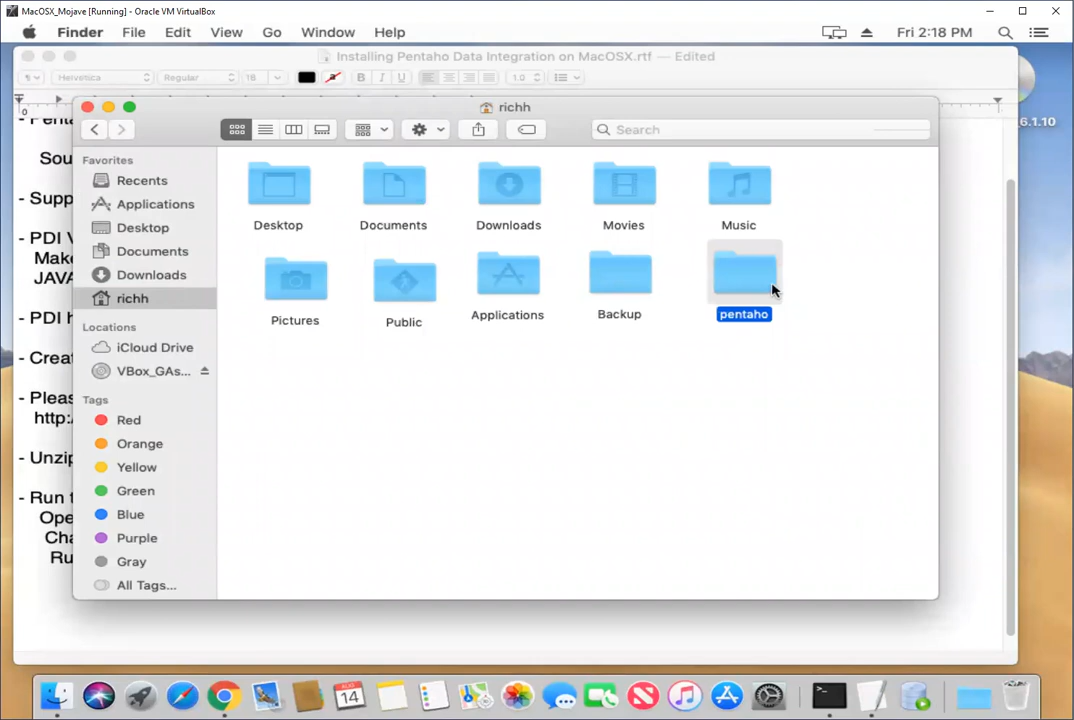 MacOSX_Mojave [Running] - Oracle VM VirtualBox
Finder File Edit View Go Window Help Fri 2:18 PM
Installing Pentaho Data Integration on MacOSX.rtf — Edited
Helvetica Regular 18 B I U 1.0
0
richh
Search
6.1.10
Favorites
Recents
Applications
Desktop
Documents
Downloads
richh
Locations
iCloud Drive
VBox_GAs...
Tags
Red
Orange
Yellow
Green
Blue
Purple
Gray
All Tags...
Desktop Documents Downloads Movies Music
Pictures Public Applications Backup pentaho
- Penta
Sou
- Supp
- PDI V
Make
JAVA
- PDI h
- Creat
- Pleas
http:/
- Unzip
- Run t
Ope
Cha
Ru
14